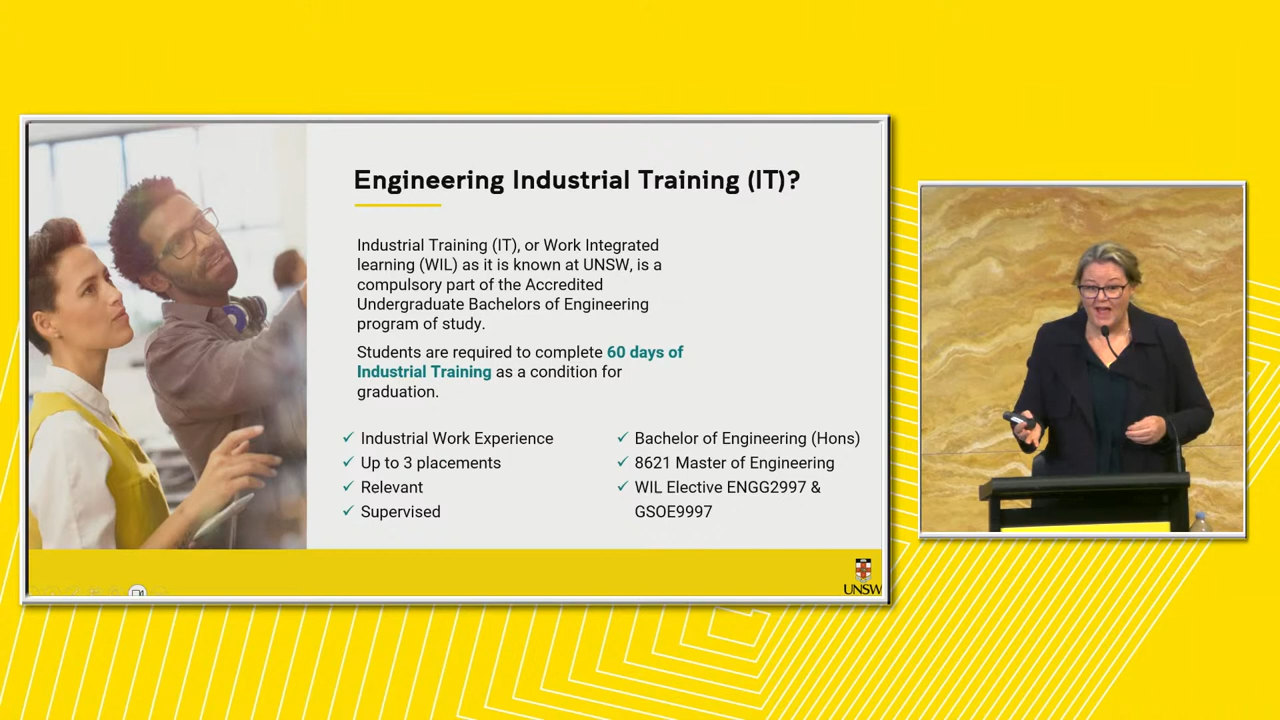 Engineering Industrial Training (IT)?
Industrial Training (IT), or Work Integrated
learning (WIL) as it is known at UNSW, is a
compulsory part of the Accredited
Undergraduate Bachelors of Engineering
program of study.
Students are required to complete 60 days of
Industrial Training as a condition for
graduation.
✓ Industrial Work Experience
✓ Up to 3 placements
✓ Relevant
✓ Supervised
✓ Bachelor of Engineering (Hons)
✓ 8621 Master of Engineering
✓ WIL Elective ENGG2997 &
GSOE9997
UNSW